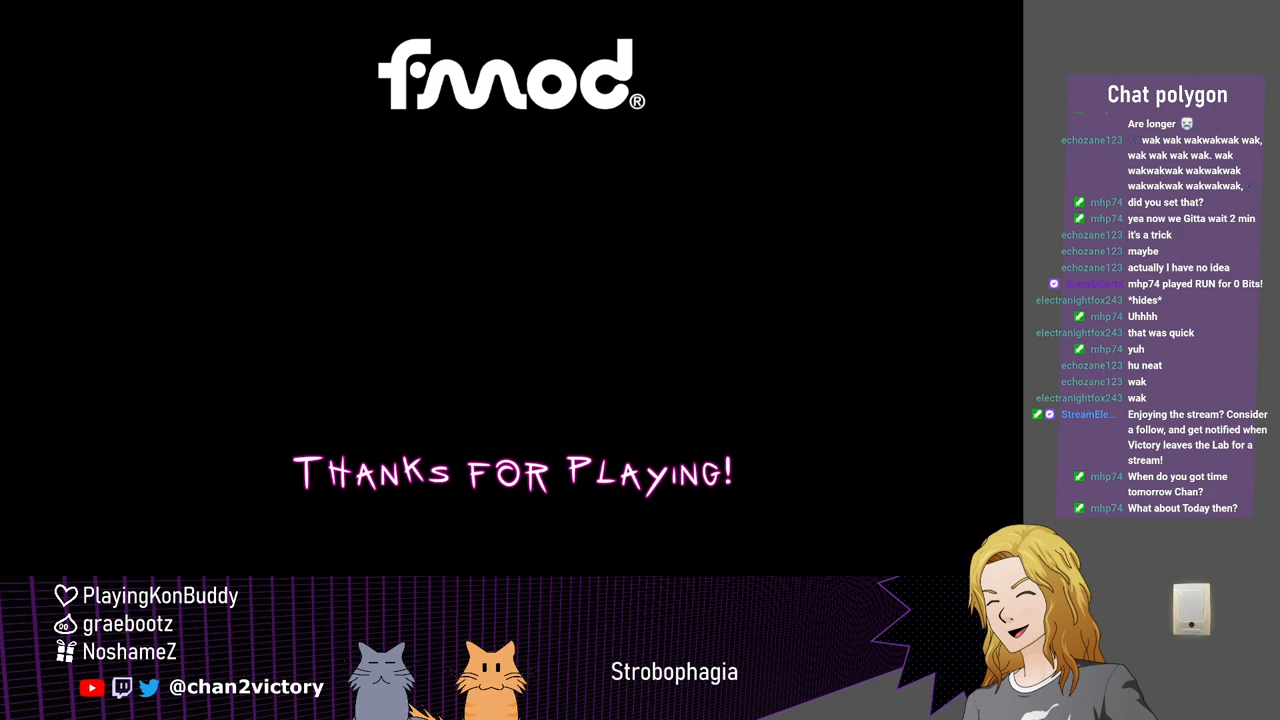 fmod®
THANKS FOR PLAYING!
Chat polygon
Are longer
echozane123 wak wak wakwakwak wak,
wak wak wak wak. wak
wakwakwak wakwakwak
wakwakwak wakwakwak,
mhp74 did you set that?
mhp74 yea now we Gitta wait 2 min
echozane123 it's a trick
echozane123 maybe
echozane123 actually I have no idea
mhp74 played RUN for 0 Bits!
electranightfox243 *hides*
mhp74 Uhhhh
electranightfox243 that was quick
mhp74 yuh
echozane123 hu neat
echozane123 wak
electranightfox243 wak
StreamEle... Enjoying the stream? Consider
a follow, and get notified when
Victory leaves the Lab for a
stream!
mhp74 When do you got time
tomorrow Chan?
mhp74 What about Today then?
PlayingKonBuddy
graebootz
NoshameZ
@chan2victory
Strobophagia